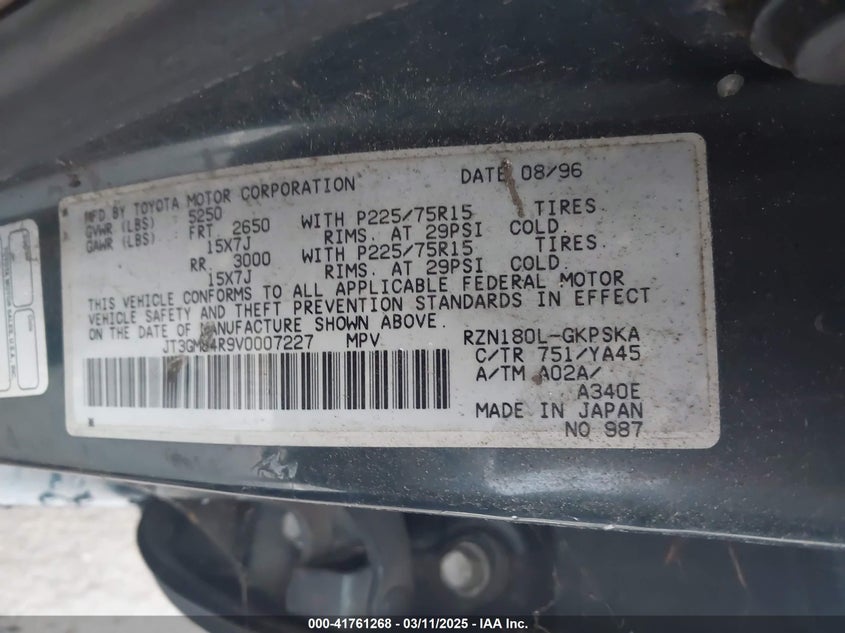 MFD BY TOYOTA MOTOR CORPORATION DATE 08/96
GVWR (LBS) 5250
GAWR (LBS) FRT 2650 WITH P225/75R15 TIRES.
15X7J RIMS. AT 29PSI COLD.
RR 3000 WITH P225/75R15 TIRES.
15X7J RIMS. AT 29PSI COLD.
THIS VEHICLE CONFORMS TO ALL APPLICABLE FEDERAL MOTOR
VEHICLE SAFETY AND THEFT PREVENTION STANDARDS IN EFFECT
ON THE DATE OF MANUFACTURE SHOWN ABOVE.
JT3GM84R9V0007227 MPV RZN180L-GKPSKA
C/TR 751/YA45
A/TM A02A/
A340E
MADE IN JAPAN
NO 987
000-41761268 - 03/11/2025 - IAA Inc.